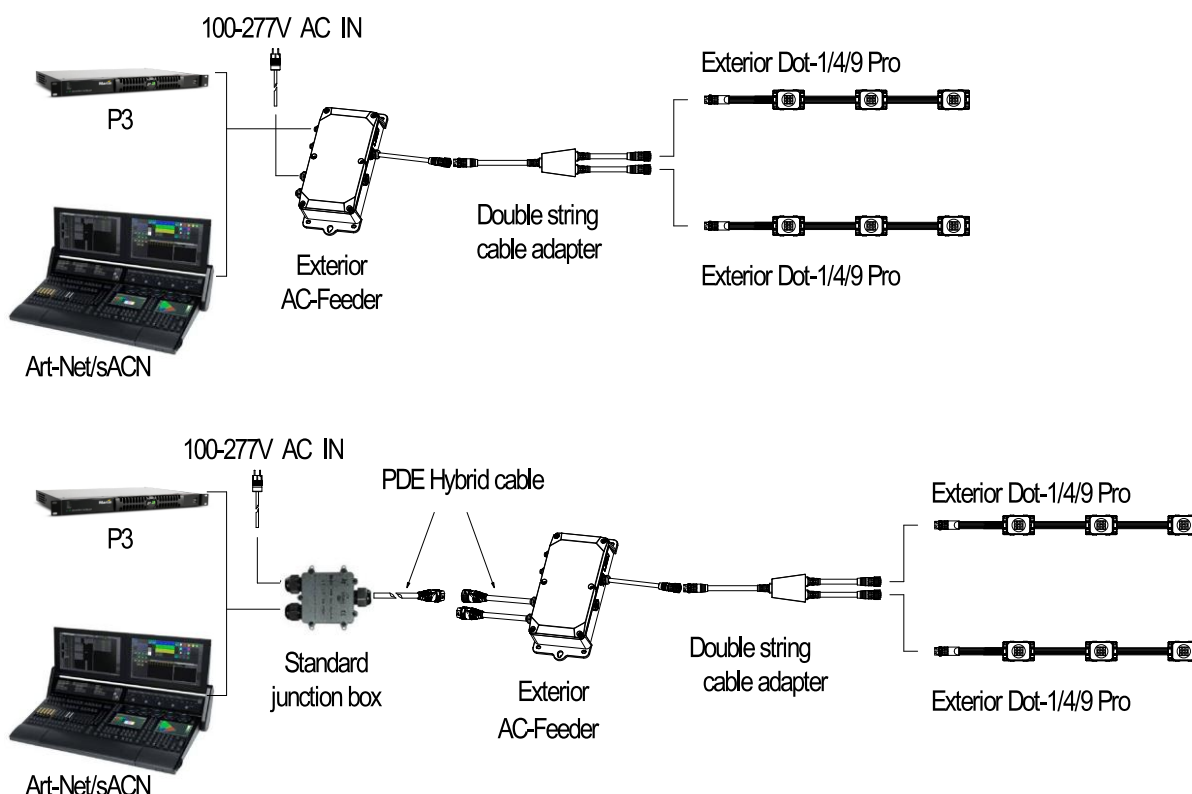 100-277V AC IN
P3
Art-Net/sACN
Exterior
AC-Feeder
Double string
cable adapter
Exterior Dot-1/4/9 Pro
Exterior Dot-1/4/9 Pro
100-277V AC IN
P3
Art-Net/sACN
PDE Hybrid cable
Standard
junction box
Exterior
AC-Feeder
Double string
cable adapter
Exterior Dot-1/4/9 Pro
Exterior Dot-1/4/9 Pro